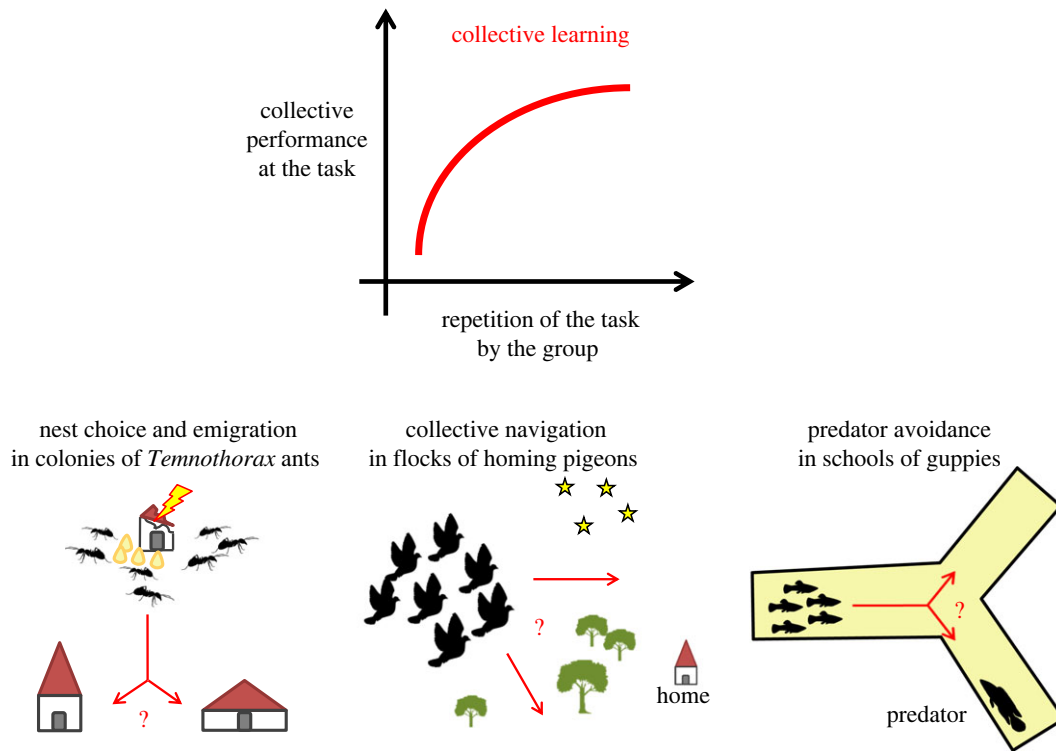 collective learning
collective
performance
at the task
repetition of the task
by the group
nest choice and emigration
in colonies of Temnothorax ants
?
collective navigation
in flocks of homing pigeons
?
home
predator avoidance
in schools of guppies
?
predator